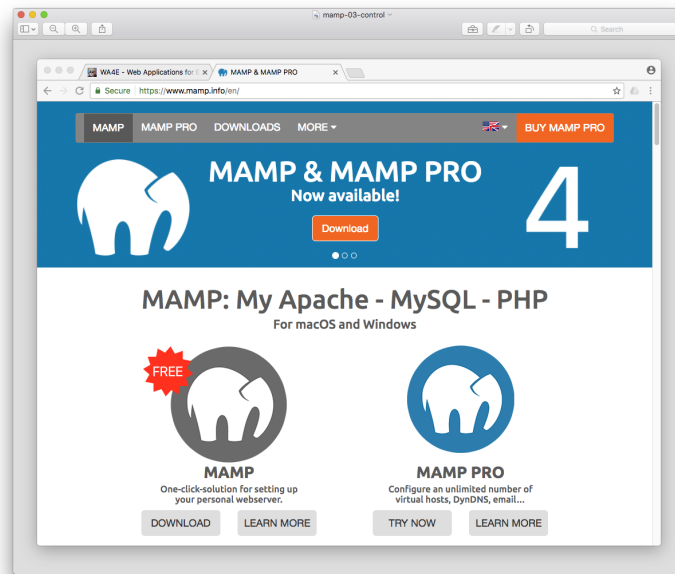 mamp-03-control
Search
WA4E - Web Applications for E
MAMP & MAMP PRO
Secure
https://www.mamp.info/en/
MAMP
MAMP PRO
DOWNLOADS
MORE
BUY MAMP PRO
MAMP & MAMP PRO
Now available!
Download
4
MAMP: My Apache - MySQL - PHP
For macOS and Windows
FREE
MAMP
One-click-solution for setting up
your personal webserver.
DOWNLOAD
LEARN MORE
MAMP PRO
Configure an unlimited number of
virtual hosts, DynDNS, email...
TRY NOW
LEARN MORE